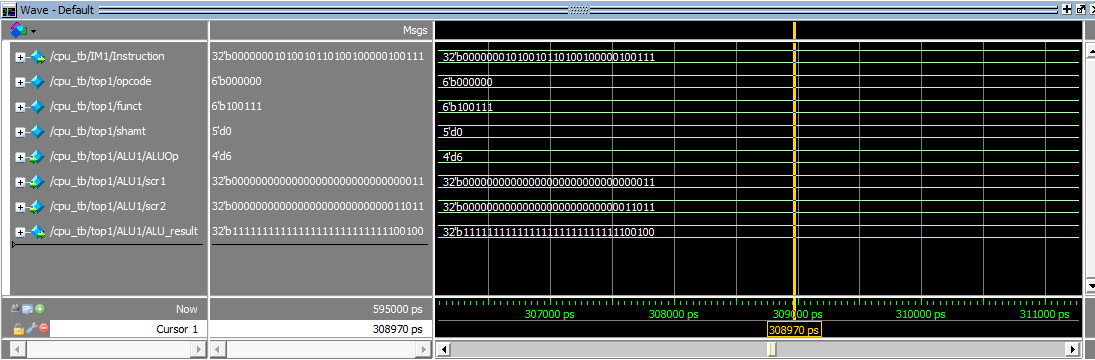 Wave - Default
Msgs
/cpu_tb/IM1/Instruction 32'b00000001010010110100100000100111 32'b00000001010010110100100000100111
/cpu_tb/top1/opcode 6'b000000 6'b000000
/cpu_tb/top1/funct 6'b100111 6'b100111
/cpu_tb/top1/shamt 5'd0 5'd0
/cpu_tb/top1/ALU1/ALUOp 4'd6 4'd6
/cpu_tb/top1/ALU1/scr1 32'b00000000000000000000000000000011 32'b00000000000000000000000000000011
/cpu_tb/top1/ALU1/scr2 32'b00000000000000000000000000011011 32'b00000000000000000000000000011011
/cpu_tb/top1/ALU1/ALU_result 32'b11111111111111111111111111100100 32'b11111111111111111111111111100100
Now 595000 ps 307000 ps 308000 ps 309000 ps 310000 ps 311000 ps
Cursor 1 308970 ps 308970 ps